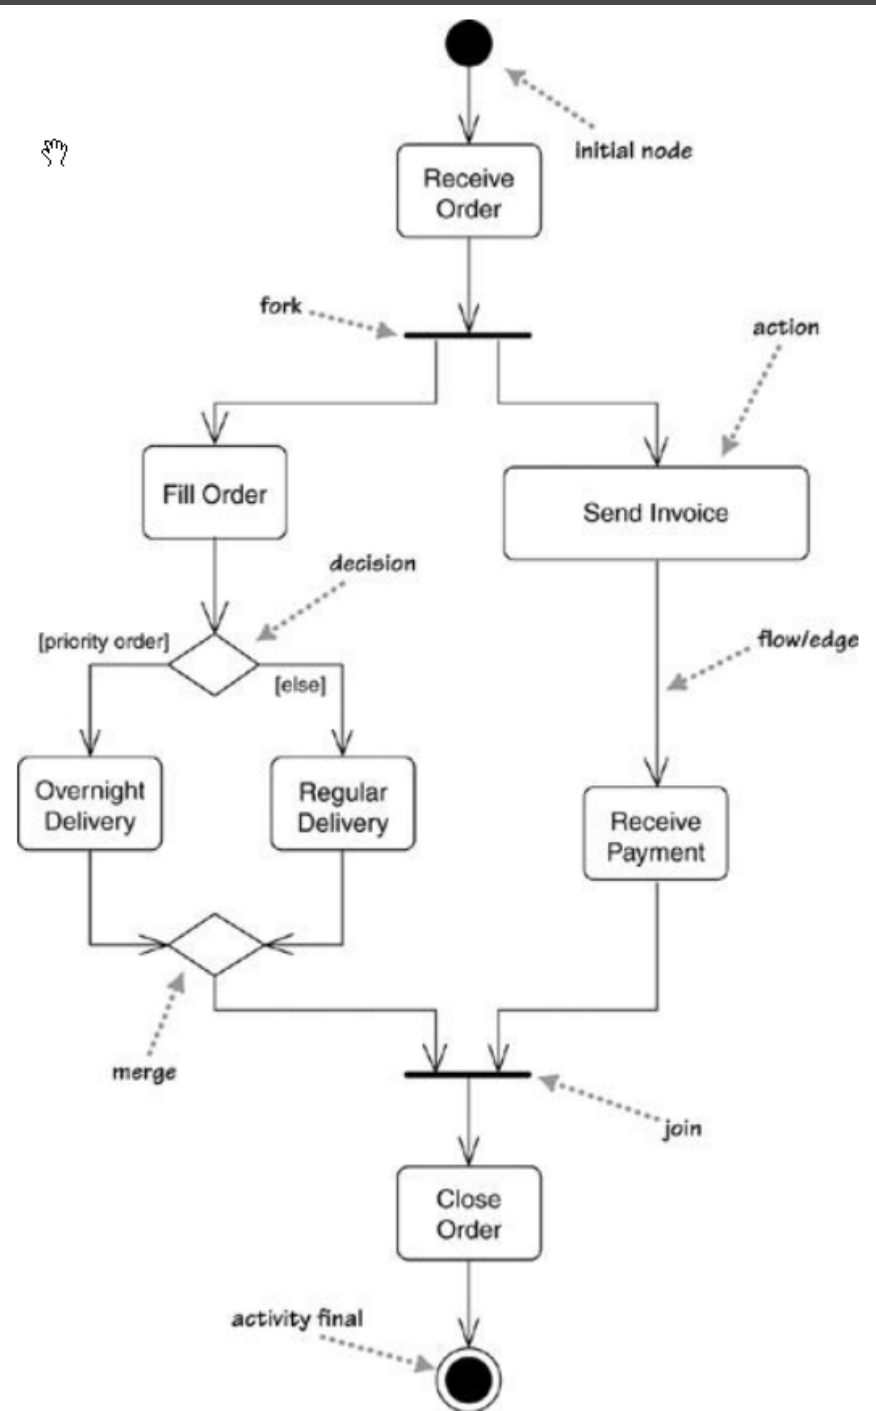 initial node
Receive
Order
fork
action
Fill Order
Send Invoice
decision
[priority order]
flow/edge
[else]
Overnight
Delivery
Regular
Delivery
Receive
Payment
merge
join
Close
Order
activity final